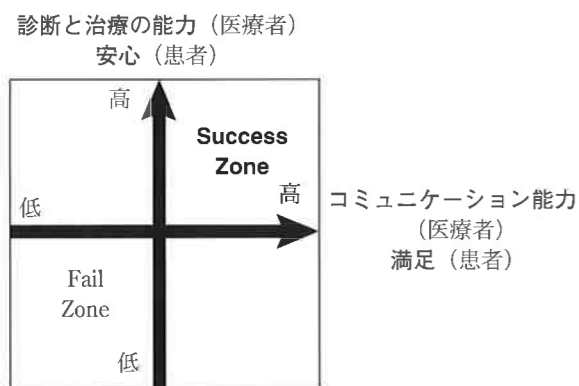 診断と治療の能力（医療者）
安心（患者）
高
Success
Zone
低
高
コミュニケーション能力
（医療者）
満足（患者）
Fail
Zone
低